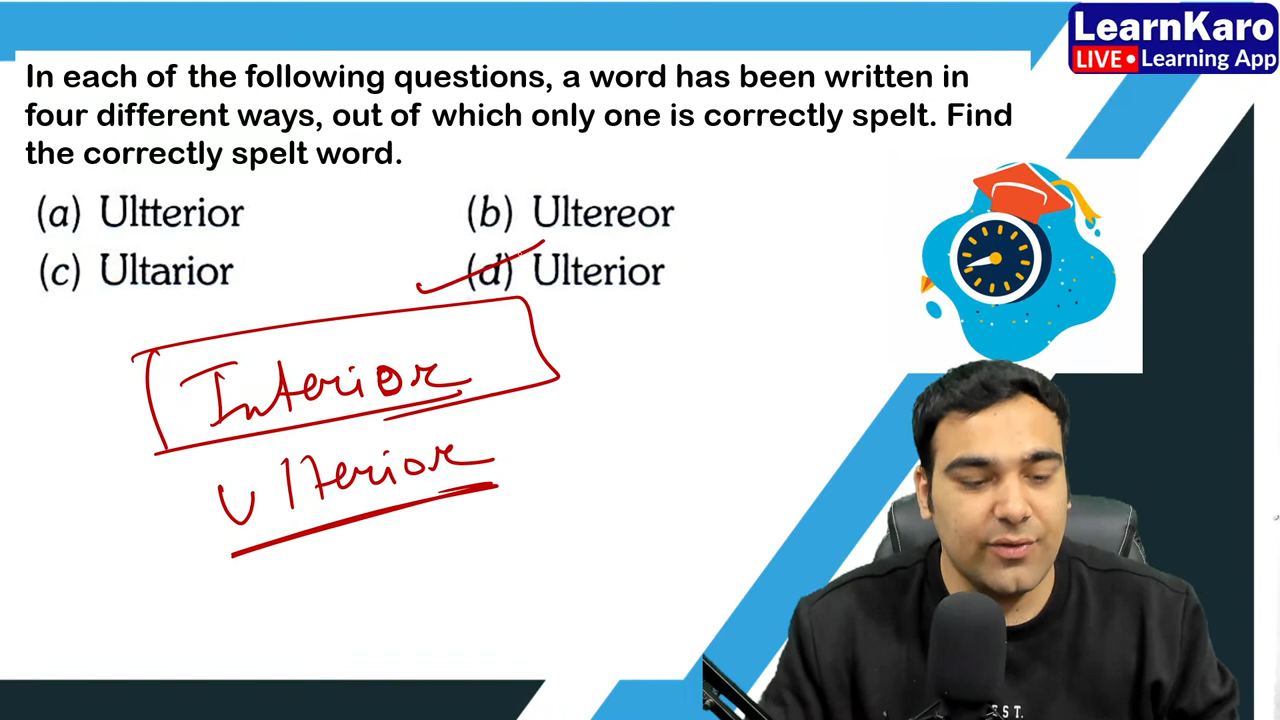 LearnKaro
LIVE • Learning App
In each of the following questions, a word has been written in
four different ways, out of which only one is correctly spelt. Find
the correctly spelt word.
(a) Ultterior (b) Ultereor
(c) Ultarior (d) Ulterior
Interior
Ulterior